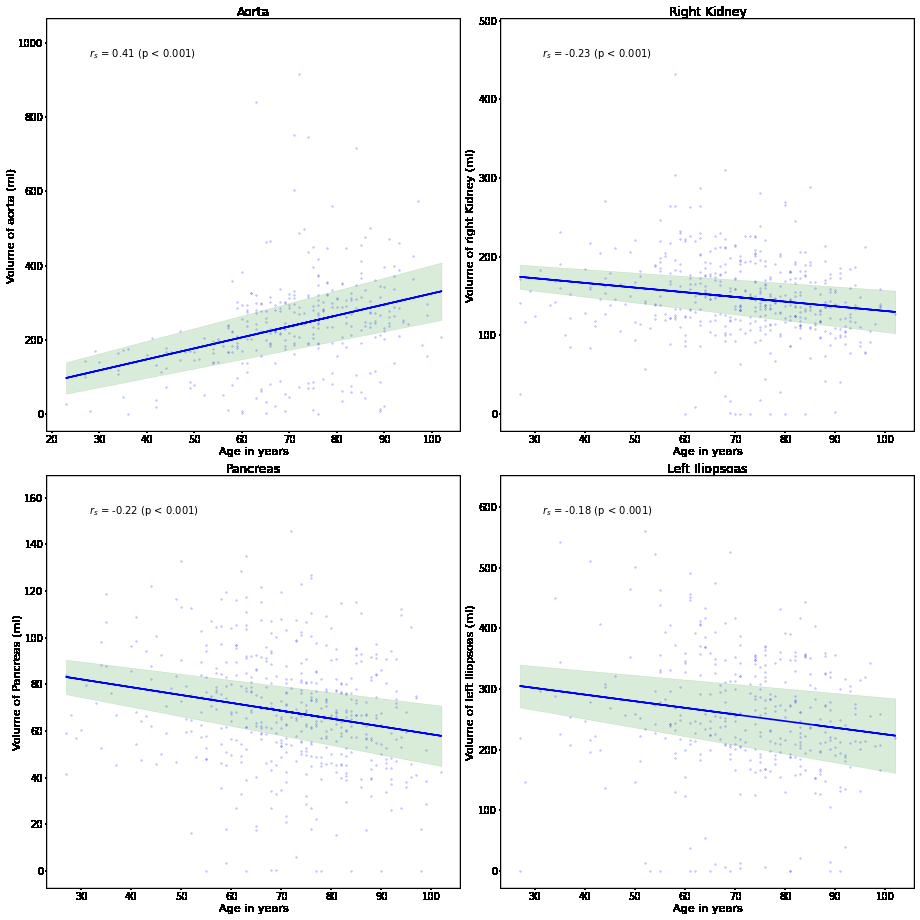 Aorta
r_s = 0.41 (p < 0.001)
Volume of aorta (ml)
1000
800
600
400
200
0
20 30 40 50 60 70 80 90 100
Age in years
Right Kidney
r_s = -0.23 (p < 0.001)
Volume of right Kidney (ml)
500
400
300
200
100
0
30 40 50 60 70 80 90 100
Age in years
Pancreas
r_s = -0.22 (p < 0.001)
Volume of Pancreas (ml)
160
140
120
100
80
60
40
20
0
30 40 50 60 70 80 90 100
Age in years
Left Iliopsoas
r_s = -0.18 (p < 0.001)
Volume of left Iliopsoas (ml)
600
500
400
300
200
100
0
30 40 50 60 70 80 90 100
Age in years